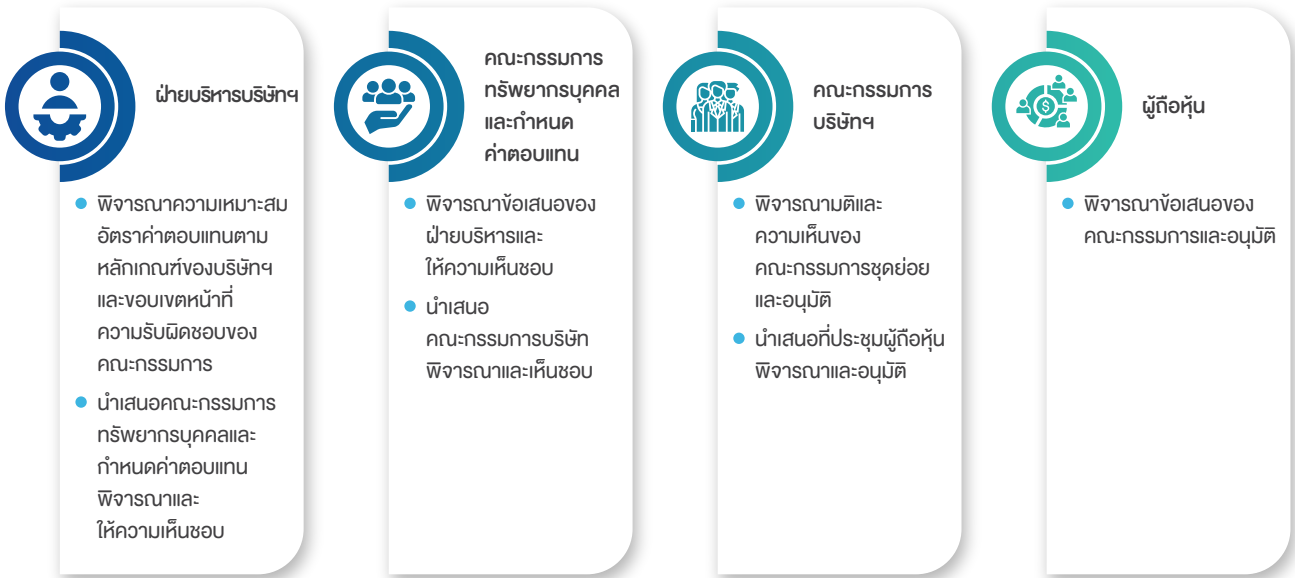 ฝ่ายบริหารบริษัทฯ
พิจารณาความเหมาะสม
อัตราค่าตอบแทนตาม
หลักเกณฑ์ของบริษัทฯ
และขอบเขตหน้าที่
ความรับผิดชอบของ
คณะกรรมการ
นำเสนอคณะกรรมการ
ทรัพยากรบุคคลและ
กำหนดค่าตอบแทน
พิจารณาและ
ให้ความเห็นชอบ
คณะกรรมการ
ทรัพยากรบุคคล
และกำหนด
ค่าตอบแทน
พิจารณาข้อเสนอของ
ฝ่ายบริหารและ
ให้ความเห็นชอบ
นำเสนอ
คณะกรรมการบริษัท
พิจารณาและเห็นชอบ
คณะกรรมการ
บริษัทฯ
พิจารณามติและ
ความเห็นของ
คณะกรรมการชุดย่อย
และอนุมัติ
นำเสนอที่ประชุมผู้ถือหุ้น
พิจารณาและอนุมัติ
ผู้ถือหุ้น
พิจารณาข้อเสนอของ
คณะกรรมการและอนุมัติ